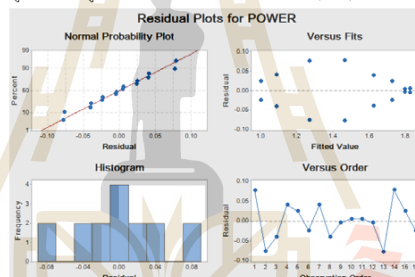 Residual Plots for POWER
Normal Probability Plot
Versus Fits
99
90
50
10
1
Percent
-0.10 -0.05 0.00 0.05 0.10
Residual
0.10
0.05
0.00
-0.05
-0.10
Residual
1.0 1.2 1.4 1.6 1.8
Fitted Value
Histogram
Versus Order
4
3
2
1
0
Frequency
-0.08 -0.04 0.00 0.04 0.08
Residual
0.10
0.05
0.00
-0.05
-0.10
Residual
1 2 3 4 5 6 7 8 9 10 11 12 13 14 15
Observation Order